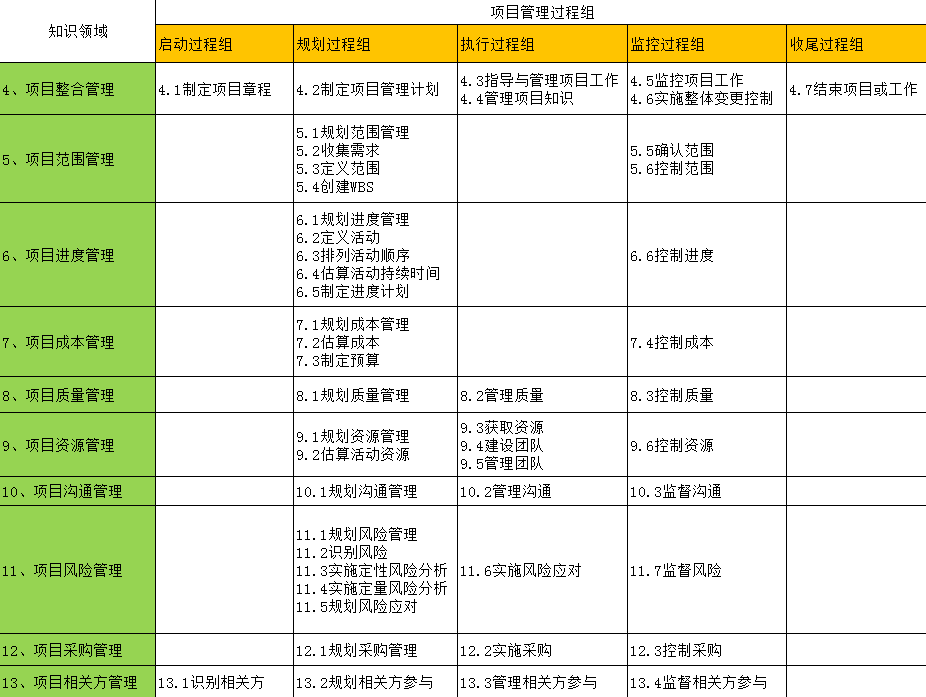 项目管理过程组
知识领域
启动过程组
规划过程组
执行过程组
监控过程组
收尾过程组
4、项目整合管理
4.1制定项目章程
4.2制定项目管理计划
4.3指导与管理项目工作
4.4管理项目知识
4.5监控项目工作
4.6实施整体变更控制
4.7结束项目或工作
5、项目范围管理
5.1规划范围管理
5.2收集需求
5.3定义范围
5.4创建WBS
5.5确认范围
5.6控制范围
6、项目进度管理
6.1规划进度管理
6.2定义活动
6.3排列活动顺序
6.4估算活动持续时间
6.5制定进度计划
6.6控制进度
7、项目成本管理
7.1规划成本管理
7.2估算成本
7.3制定预算
7.4控制成本
8、项目质量管理
8.1规划质量管理
8.2管理质量
8.3控制质量
9、项目资源管理
9.1规划资源管理
9.2估算活动资源
9.3获取资源
9.4建设团队
9.5管理团队
9.6控制资源
10、项目沟通管理
10.1规划沟通管理
10.2管理沟通
10.3监督沟通
11、项目风险管理
11.1规划风险管理
11.2识别风险
11.3实施定性风险分析
11.4实施定量风险分析
11.5规划风险应对
11.6实施风险应对
11.7监督风险
12、项目采购管理
12.1规划采购管理
12.2实施采购
12.3控制采购
13、项目相关方管理
13.1识别相关方
13.2规划相关方参与
13.3管理相关方参与
13.4监督相关方参与